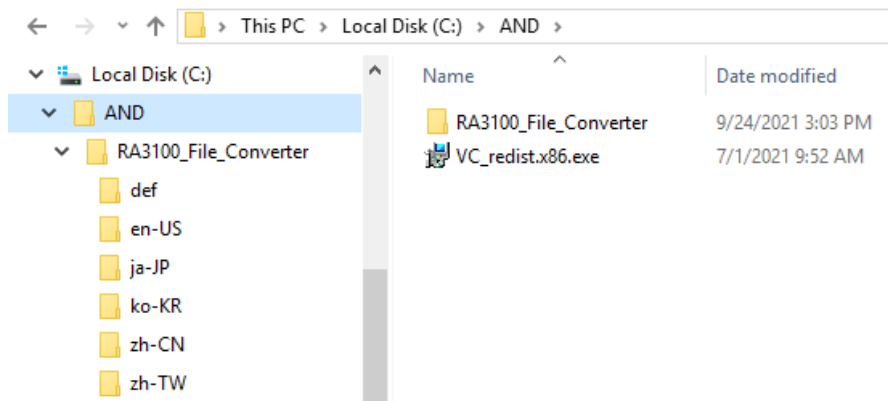 This PC > Local Disk (C:) > AND >
Local Disk (C:)
AND
RA3100_File_Converter
def
en-US
ja-JP
ko-KR
zh-CN
zh-TW
Name Date modified
RA3100_File_Converter 9/24/2021 3:03 PM
VC_redist.x86.exe 7/1/2021 9:52 AM